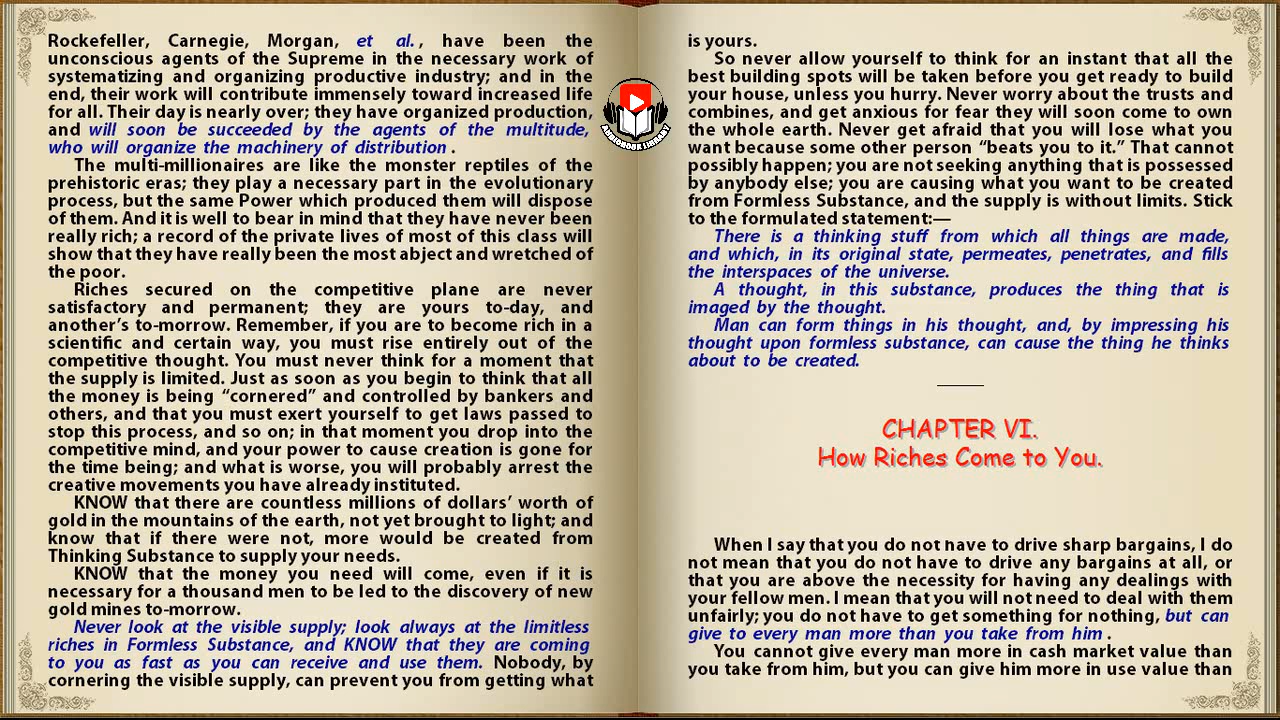 Rockefeller, Carnegie, Morgan, et al., have been the
unconscious agents of the Supreme in the necessary work of
systematizing and organizing productive industry; and in the
end, their work will contribute immensely toward increased life
for all. Their day is nearly over; they have organized production,
and will soon be succeeded by the agents of the multitude,
who will organize the machinery of distribution .
The multi-millionaires are like the monster reptiles of the
prehistoric eras; they play a necessary part in the evolutionary
process, but the same Power which produced them will dispose
of them. And it is well to bear in mind that they have never been
really rich; a record of the private lives of most of this class will
show that they have really been the most abject and wretched of
the poor.
Riches secured on the competitive plane are never
satisfactory and permanent; they are yours to-day, and
another's to-morrow. Remember, if you are to become rich in a
scientific and certain way, you must rise entirely out of the
competitive thought. You must never think for a moment that
the supply is limited. Just as soon as you begin to think that all
the money is being “cornered” and controlled by bankers and
others, and that you must exert yourself to get laws passed to
stop this process, and so on; in that moment you drop into the
competitive mind, and your power to cause creation is gone for
the time being; and what is worse, you will probably arrest the
creative movements you have already instituted.
KNOW that there are countless millions of dollars’ worth of
gold in the mountains of the earth, not yet brought to light; and
know that if there were not, more would be created from
Thinking Substance to supply your needs.
KNOW that the money you need will come, even if it is
necessary for a thousand men to be led to the discovery of new
gold mines to-morrow.
Never look at the visible supply; look always at the limitless
riches in Formless Substance, and KNOW that they are coming
to you as fast as you can receive and use them. Nobody, by
cornering the visible supply, can prevent you from getting what
AUDIOBOOK LIBRARY
is yours.
So never allow yourself to think for an instant that all the
best building spots will be taken before you get ready to build
your house, unless you hurry. Never worry about the trusts and
combines, and get anxious for fear they will soon come to own
the whole earth. Never get afraid that you will lose what you
want because some other person “beats you to it.” That cannot
possibly happen; you are not seeking anything that is possessed
by anybody else; you are causing what you want to be created
from Formless Substance, and the supply is without limits. Stick
to the formulated statement:—
There is a thinking stuff from which all things are made,
and which, in its original state, permeates, penetrates, and fills
the interspaces of the universe.
A thought, in this substance, produces the thing that is
imaged by the thought.
Man can form things in his thought, and, by impressing his
thought upon formless substance, can cause the thing he thinks
about to be created.
CHAPTER VI.
How Riches Come to You.
When I say that you do not have to drive sharp bargains, I do
not mean that you do not have to drive any bargains at all, or
that you are above the necessity for having any dealings with
your fellow men. I mean that you will not need to deal with them
unfairly; you do not have to get something for nothing, but can
give to every man more than you take from him .
You cannot give every man more in cash market value than
you take from him, but you can give him more in use value than